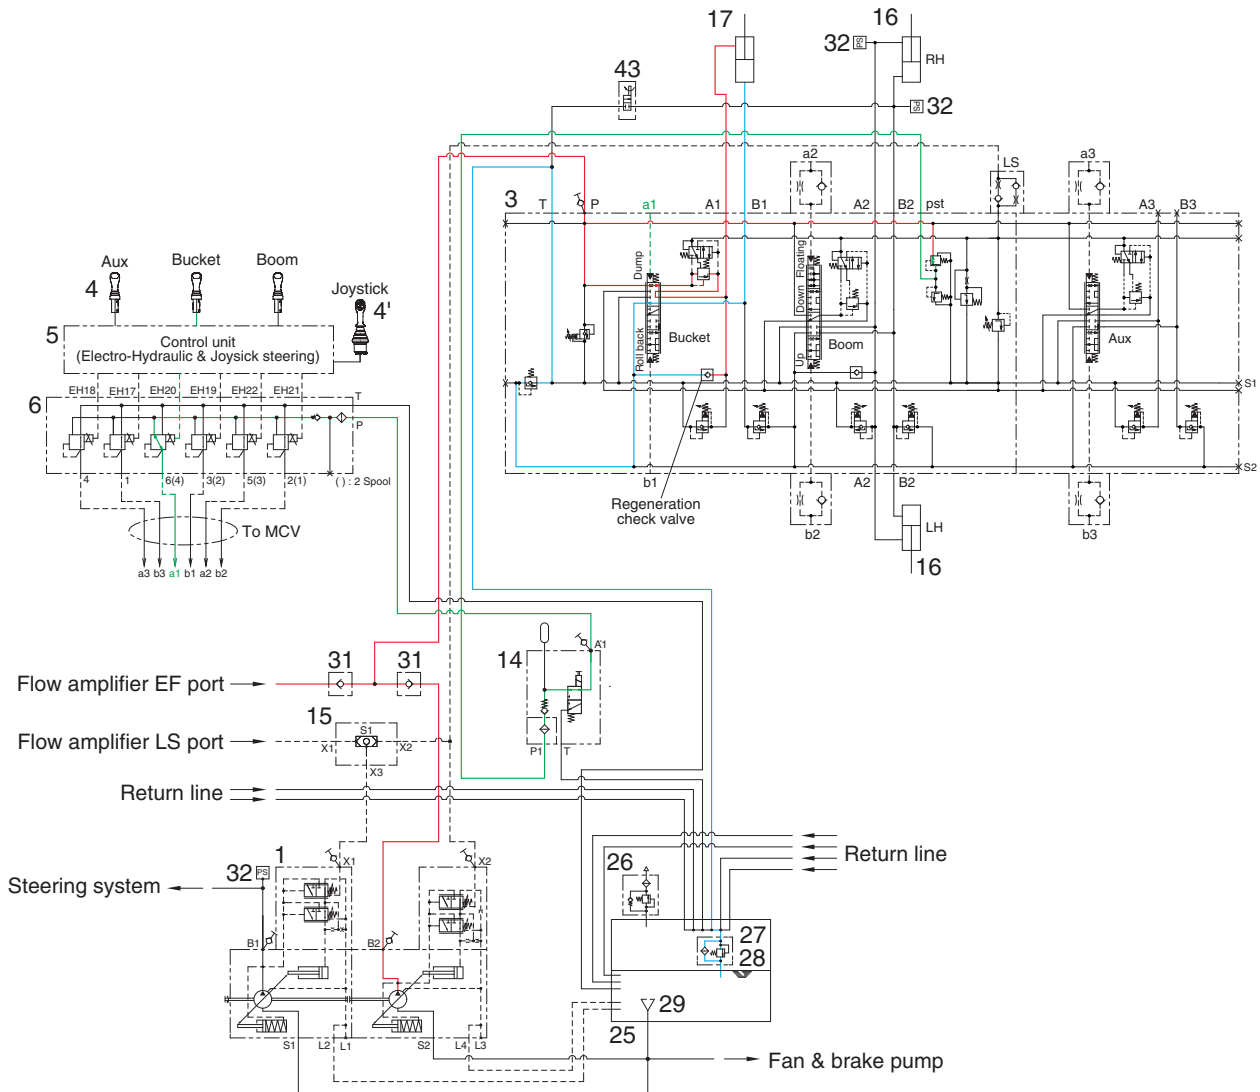 17
16
32 PS
RH
43
PS 32
a2
LS
a3
3
T
P
a1
A1
B1
A2
B2
pst
A3
B3
Dump
Roll back
Bucket
Floating
Down
Up
Boom
Aux
S1
S2
b1
A2
B2
Regeneration
check valve
b2
LH
b3
16
Aux
Bucket
Boom
Joystick
4
4'
5
Control unit
(Electro-Hydraulic & Joysick steering)
EH18
EH17
EH20
EH19
EH22
EH21
6
T
P
4
1
6(4)
3(2)
5(3)
2(1)
( ) : 2 Spool
To MCV
a3
b3
a1
b1
a2
b2
14
A1
P1
T
31
31
Flow amplifier EF port
15
S1
Flow amplifier LS port
X1
X2
X3
Return line
Return line
1
X1
X2
32 PS
Steering system
B1
B2
26
27
28
29
25
S1
L2
L1
S2
L4
L3
Fan & brake pump